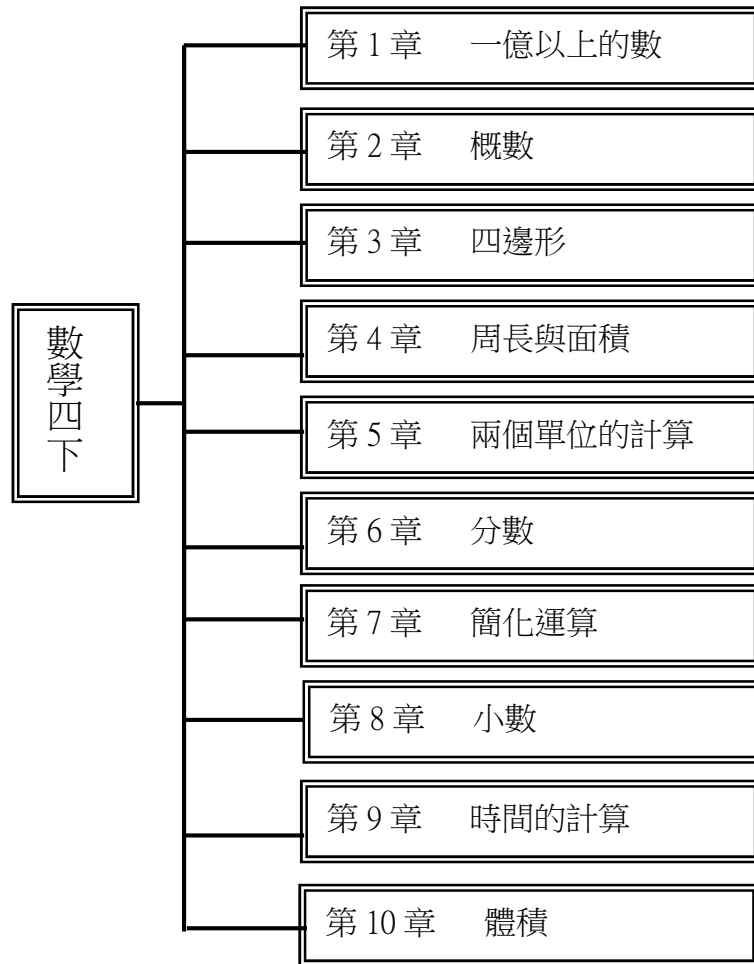 第 1 章 一億以上的數
第 2 章 概數
第 3 章 四邊形
第 4 章 周長與面積
數學四下
第 5 章 兩個單位的計算
第 6 章 分數
第 7 章 簡化運算
第 8 章 小數
第 9 章 時間的計算
第 10 章 體積